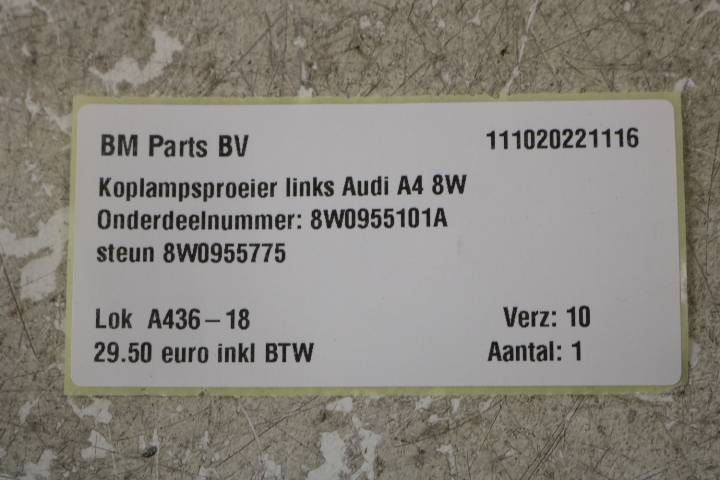 BM Parts BV 111020221116
Koplampsproeier links Audi A4 8W
Onderdeelnummer: 8W0955101A
steun 8W0955775
Lok A436-18 Verz: 10
29.50 euro inkl BTW Aantal: 1